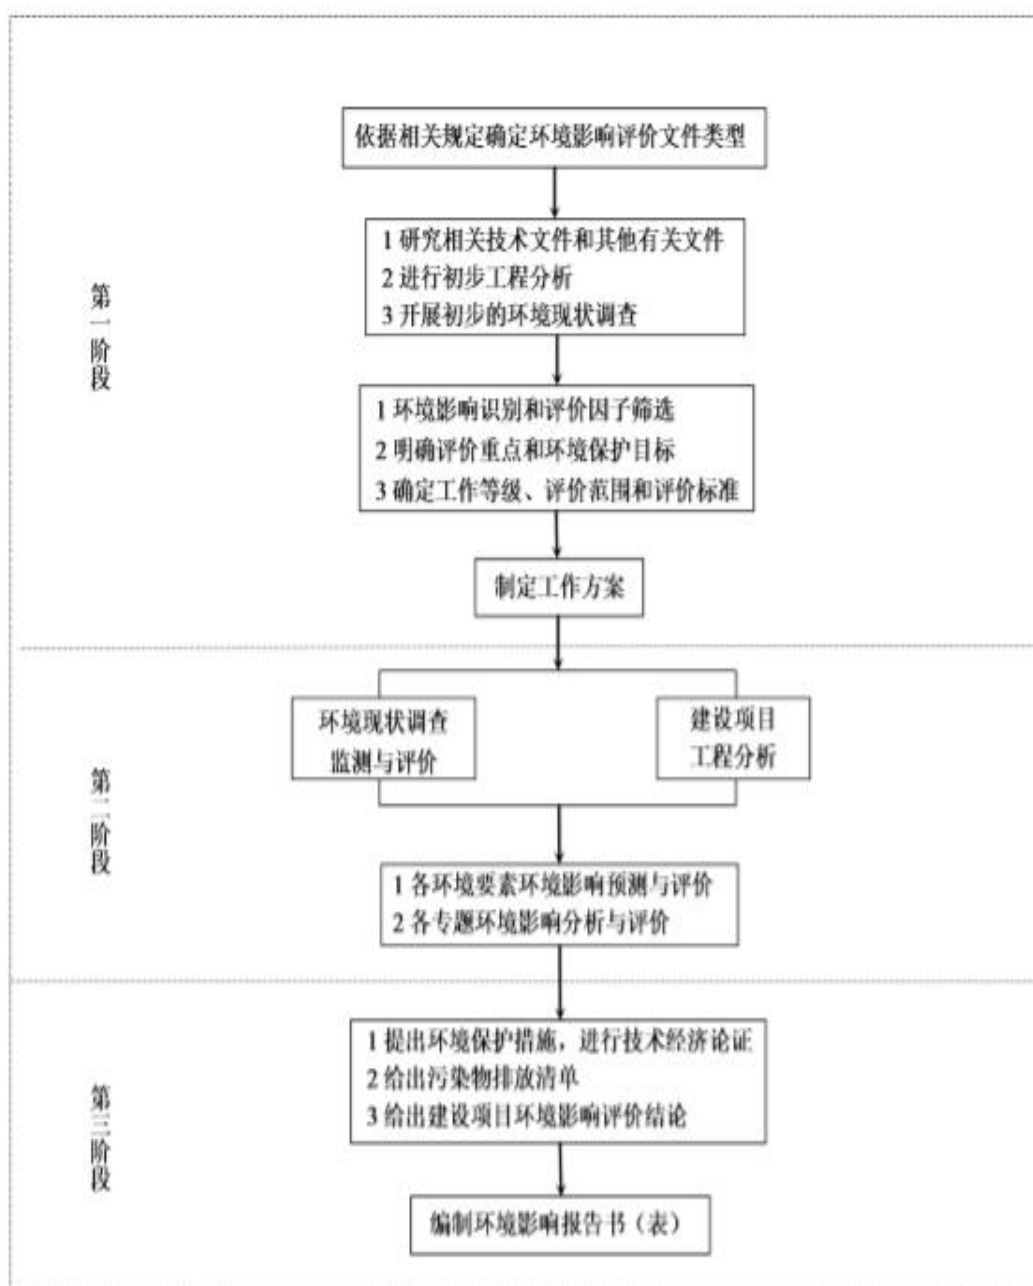 依据相关规定确定环境影响评价文件类型
1 研究相关技术文件和其他有关文件
2 进行初步工程分析
3 开展初步的环境现状调查
第一阶段
1 环境影响识别和评价因子筛选
2 明确评价重点和环境保护目标
3 确定工作等级、评价范围和评价标准
制定工作方案
环境现状调查
监测与评价
建设项目
工程分析
第二阶段
1 各环境要素环境影响预测与评价
2 各专题环境影响分析与评价
1 提出环境保护措施，进行技术经济论证
2 给出污染物排放清单
3 给出建设项目环境影响评价结论
第三阶段
编制环境影响报告书（表）